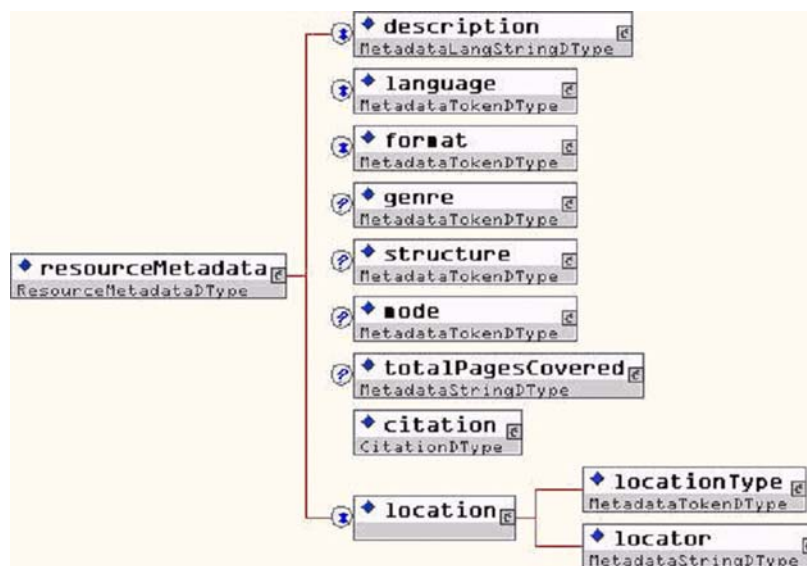 description
MetadataLangStringDType
language
MetadataTokenDType
format
MetadataTokenDType
genre
MetadataTokenDType
structure
MetadataTokenDType
resourceMetadata
ResourceMetadataDType
mode
MetadataTokenDType
totalPagesCovered
MetadataStringDType
citation
CitationDType
location
locationType
MetadataTokenDType
locator
MetadataStringDType